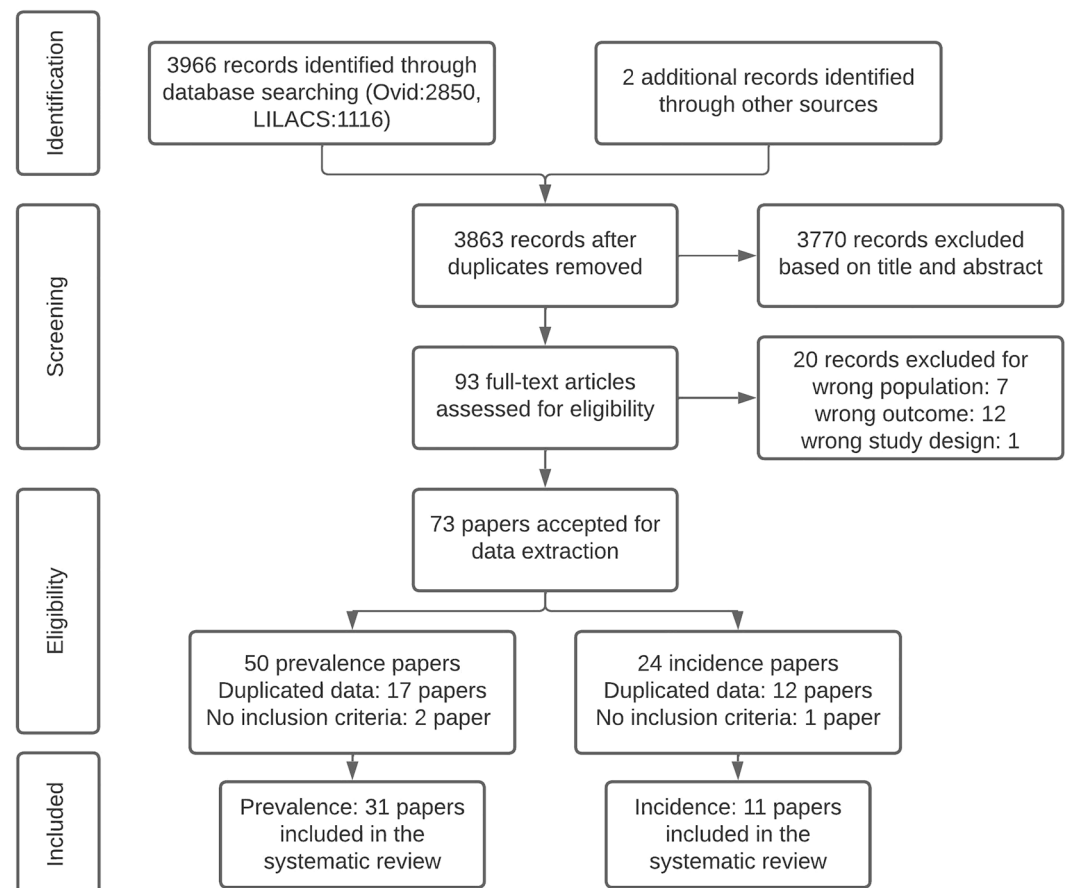 Identification
3966 records identified through
database searching (Ovid:2850,
LILACS:1116)
2 additional records identified
through other sources
Screening
3863 records after
duplicates removed
3770 records excluded
based on title and abstract
93 full-text articles
assessed for eligibility
20 records excluded for
wrong population: 7
wrong outcome: 12
wrong study design: 1
Eligibility
73 papers accepted for
data extraction
50 prevalence papers
Duplicated data: 17 papers
No inclusion criteria: 2 paper
24 incidence papers
Duplicated data: 12 papers
No inclusion criteria: 1 paper
Included
Prevalence: 31 papers
included in the
systematic review
Incidence: 11 papers
included in the
systematic review